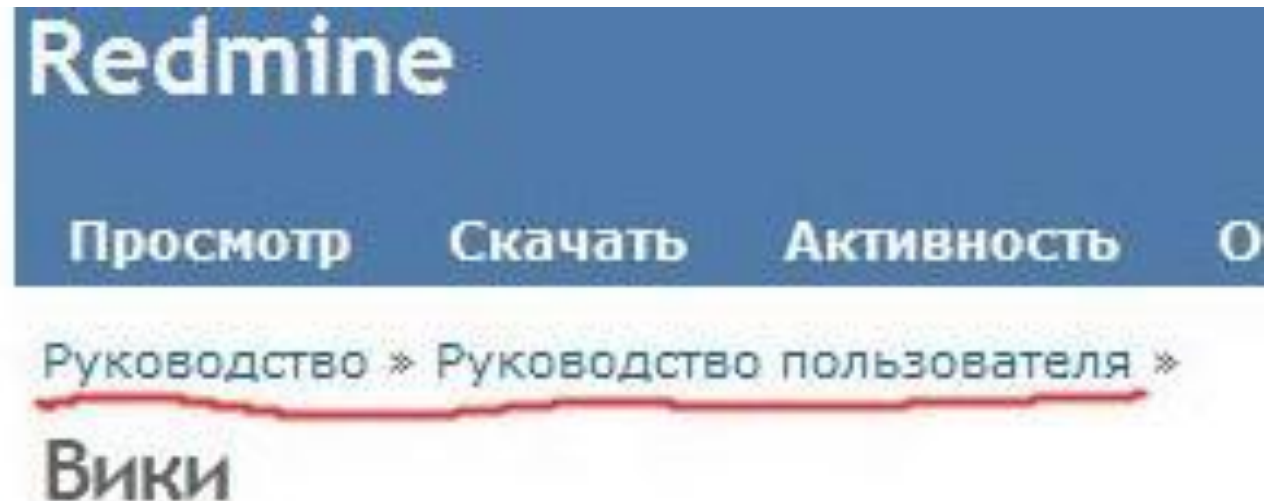 Redmine
Просмотр Скачать Активность
Руководство » Руководство пользователя »
Вики